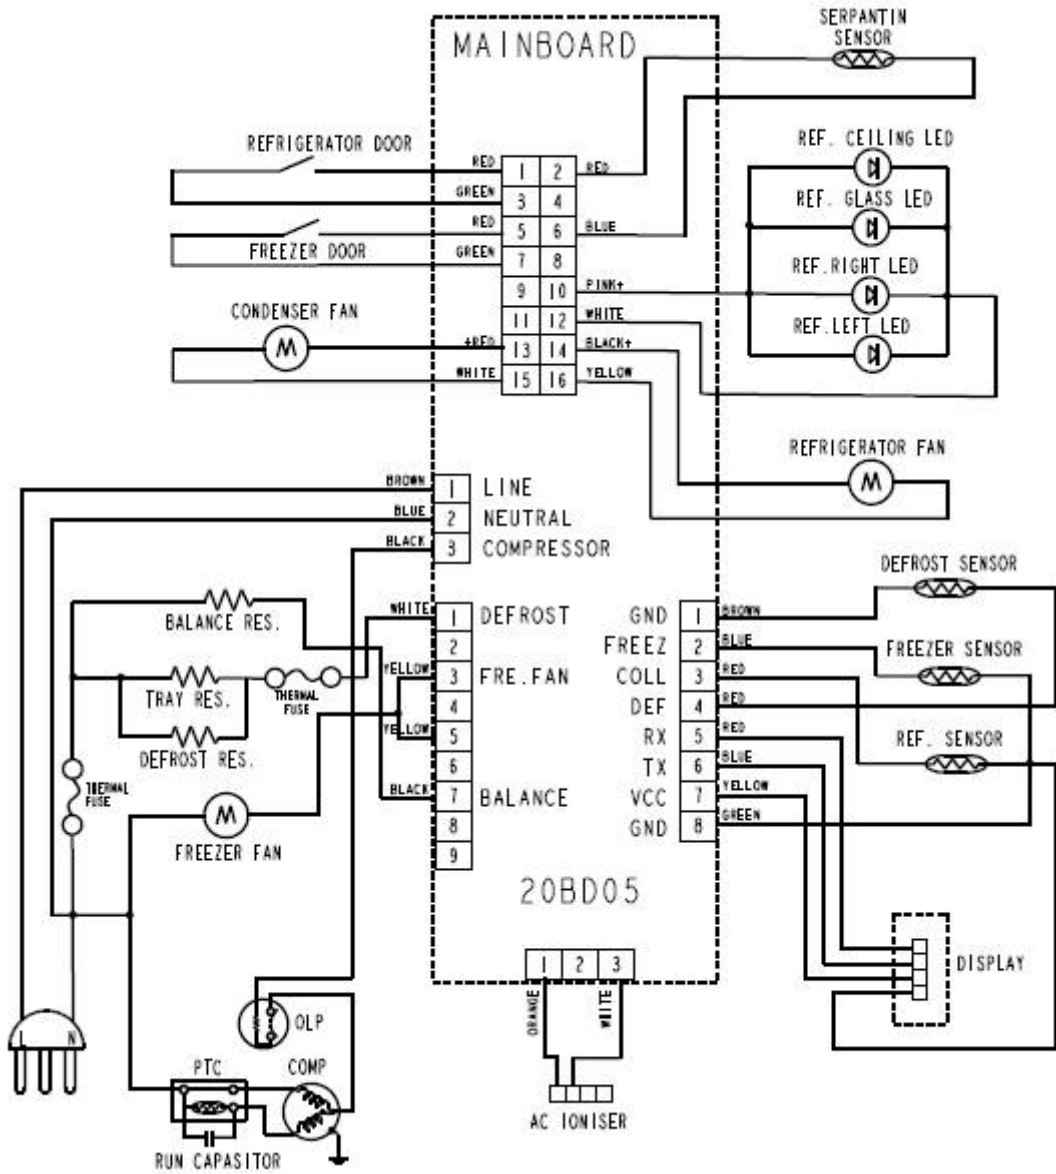 SERPANTIN
SENSOR
MAINBOARD
REFRIGERATOR DOOR
REF. CEILING LED
RED 1 2 RED
GREEN 3 4
REF. GLASS LED
RED 5 6 BLUE
FREEZER DOOR
GREEN 7 8
REF.RIGHT LED
9 10 PINK+
CONDENSER FAN
11 12 WHITE
REF.LEFT LED
+RED 13 14 BLACK+
WHITE 15 16 YELLOW
M
REFRIGERATOR FAN
M
BROWN 1 LINE
BLUE 2 NEUTRAL
BLACK 3 COMPRESSOR
DEFROST SENSOR
WHITE 1 DEFROST
2
YELLOW 3 FRE.FAN
4
YELLOW 5
6
BLACK 7 BALANCE
8
9
GND 1 BROWN
FREEZ 2 BLUE
COLL 3 RED
DEF 4 RED
RX 5 RED
TX 6 BLUE
VCC 7 YELLOW
GND 8 GREEN
FREEZER SENSOR
REF. SENSOR
BALANCE RES.
TRAY RES.
THERMAL
FUSE
DEFROST RES.
THERMAL
FUSE
M
FREEZER FAN
20BD05
1 2 3
ORANGE
WHITE
DISPLAY
OLP
L N
PTC
COMP
AC IONISER
RUN CAPASITOR